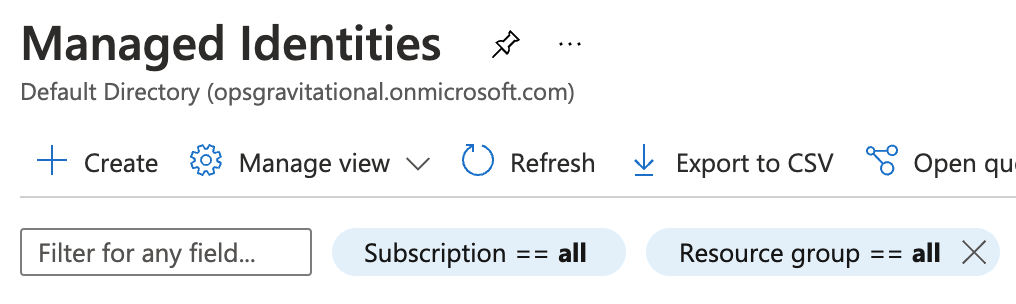 Managed Identities
Default Directory (opsgravitational.onmicrosoft.com)
Create Manage view Refresh Export to CSV Open
Filter for any field... Subscription == all Resource group == all